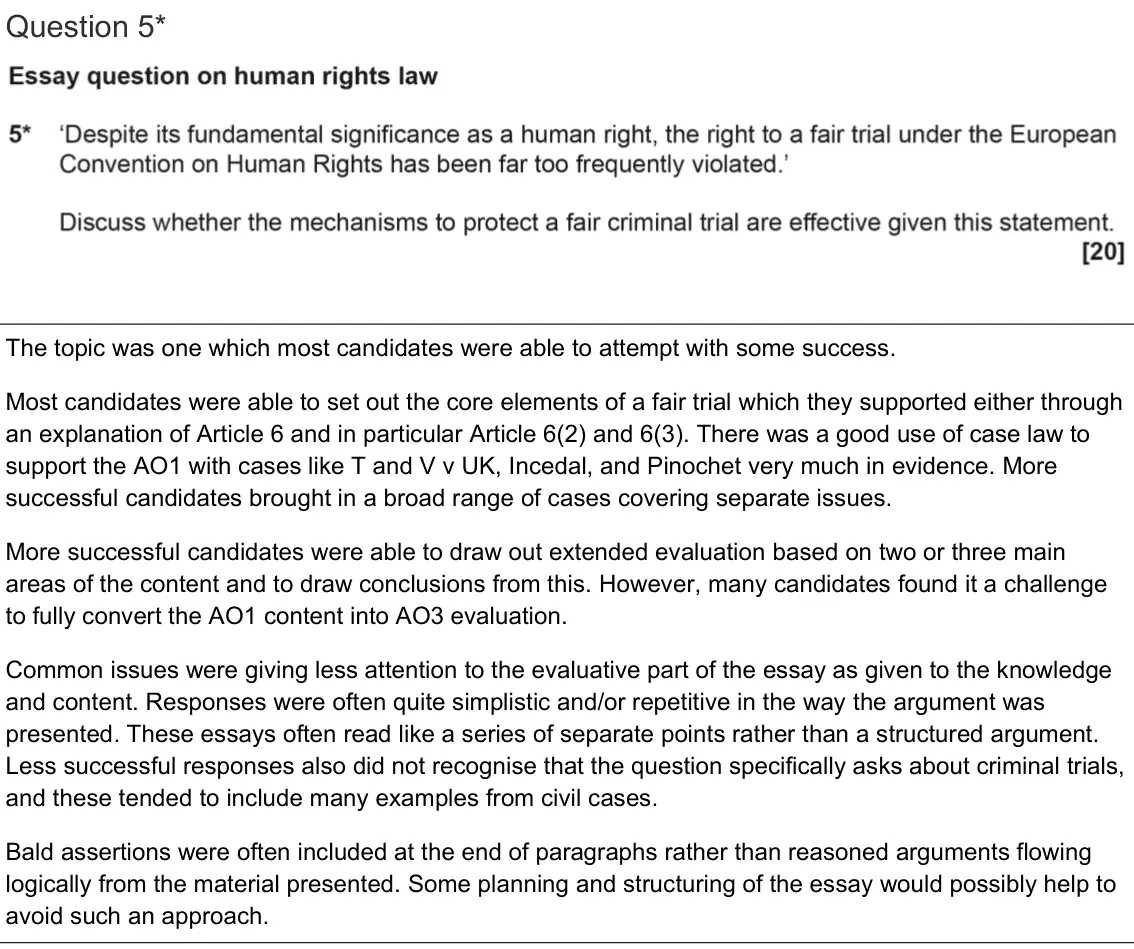 Question 5*
Essay question on human rights law
5* ‘Despite its fundamental significance as a human right, the right to a fair trial under the European
Convention on Human Rights has been far too frequently violated.’
Discuss whether the mechanisms to protect a fair criminal trial are effective given this statement.
[20]
The topic was one which most candidates were able to attempt with some success.
Most candidates were able to set out the core elements of a fair trial which they supported either through
an explanation of Article 6 and in particular Article 6(2) and 6(3). There was a good use of case law to
support the AO1 with cases like T and V v UK, Incedal, and Pinochet very much in evidence. More
successful candidates brought in a broad range of cases covering separate issues.
More successful candidates were able to draw out extended evaluation based on two or three main
areas of the content and to draw conclusions from this. However, many candidates found it a challenge
to fully convert the AO1 content into AO3 evaluation.
Common issues were giving less attention to the evaluative part of the essay as given to the knowledge
and content. Responses were often quite simplistic and/or repetitive in the way the argument was
presented. These essays often read like a series of separate points rather than a structured argument.
Less successful responses also did not recognise that the question specifically asks about criminal trials,
and these tended to include many examples from civil cases.
Bald assertions were often included at the end of paragraphs rather than reasoned arguments flowing
logically from the material presented. Some planning and structuring of the essay would possibly help to
avoid such an approach.